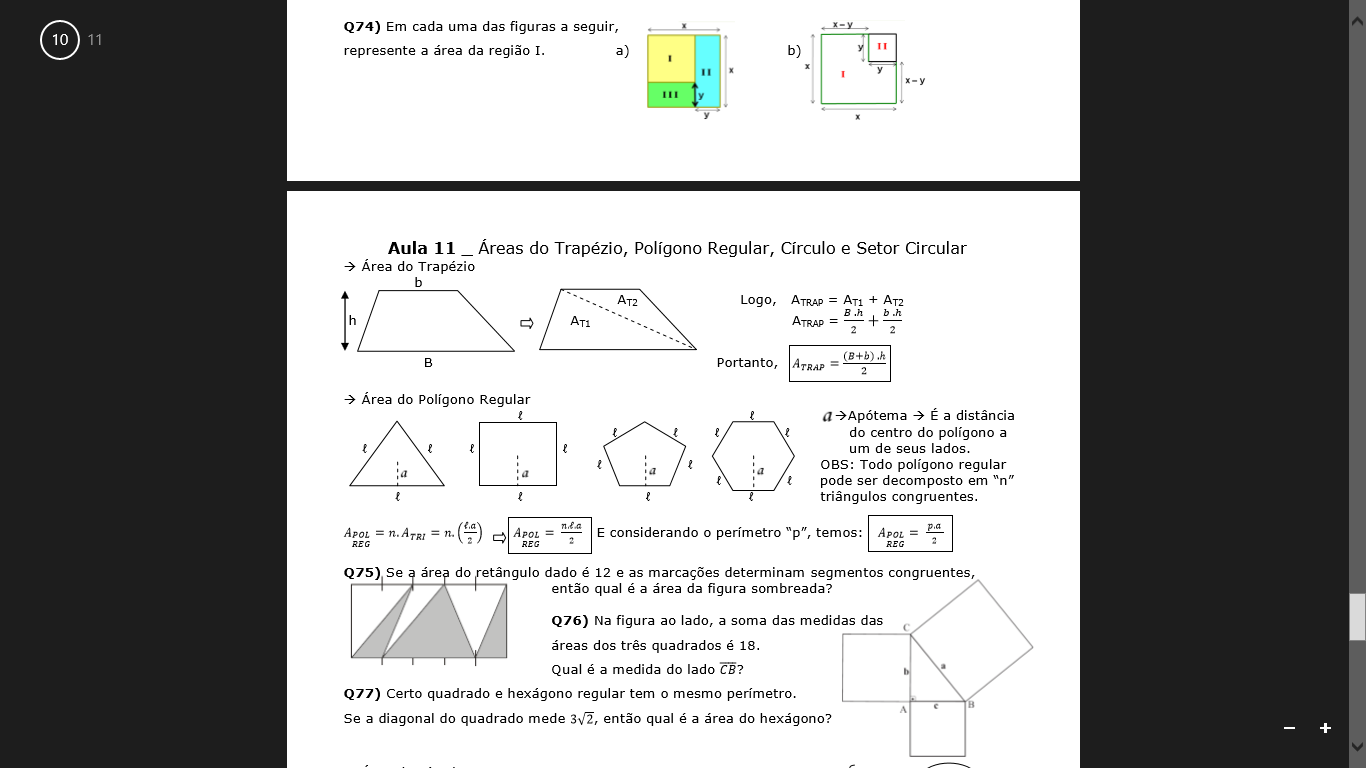 10 11
Q74) Em cada uma das figuras a seguir,
represente a área da região I.
a)
x
I
II
III
x
y
y
b)
x – y
II
y
y
x
I
x – y
x
Aula 11 _ Áreas do Trapézio, Polígono Regular, Círculo e Setor Circular
→ Área do Trapézio
b
h
B
⇨
AT2
AT1
Logo, ATRAP = AT1 + AT2
ATRAP = B.h/2 + b.h/2
Portanto, ATRAP = (B+b).h/2
→ Área do Polígono Regular
ℓ ℓ ℓ a
ℓ ℓ ℓ ℓ a
ℓ ℓ ℓ ℓ ℓ a
ℓ ℓ ℓ ℓ ℓ ℓ a
a →Apótema → É a distância
do centro do polígono a
um de seus lados.
OBS: Todo polígono regular
pode ser decomposto em “n”
triângulos congruentes.
APOL REG = n.ATRI = n.(ℓ.a/2) ⇨ APOL REG = n.ℓ.a/2 E considerando o perímetro “p”, temos: APOL REG = p.a/2
Q75) Se a área do retângulo dado é 12 e as marcações determinam segmentos congruentes,
então qual é a área da figura sombreada?
Q76) Na figura ao lado, a soma das medidas das
áreas dos três quadrados é 18.
Qual é a medida do lado C̅B̅?
C
b
a
A
c
B
Q77) Certo quadrado e hexágono regular tem o mesmo perímetro.
Se a diagonal do quadrado mede 3√2, então qual é a área do hexágono?